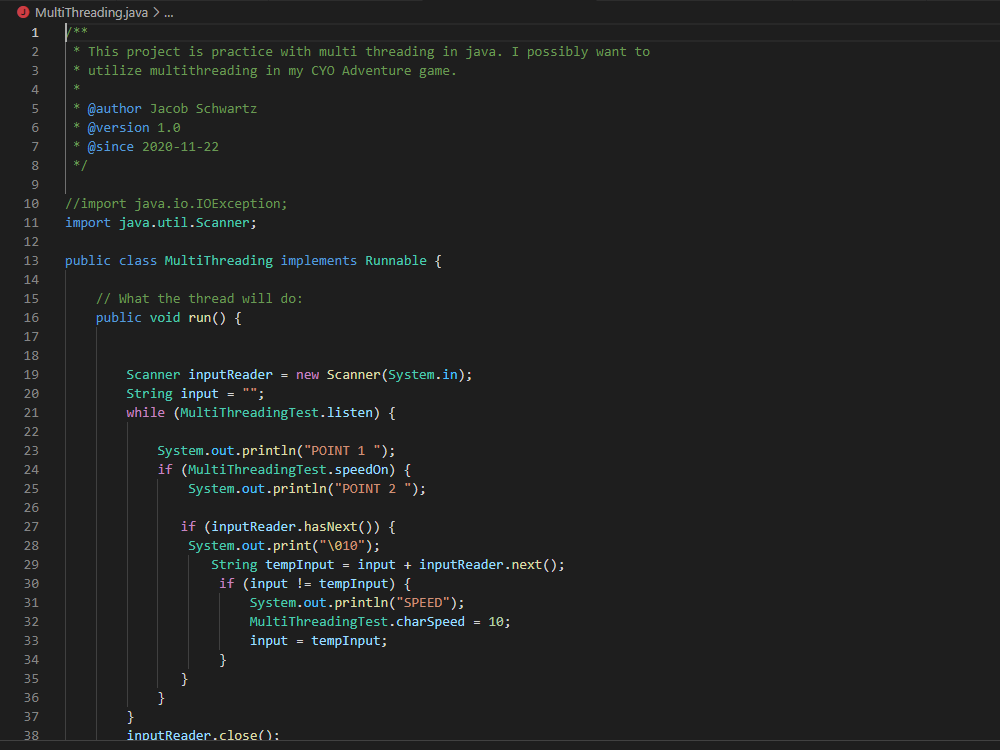 MultiThreading.java > ...
1 /**
2  * This project is practice with multi threading in java. I possibly want to
3  * utilize multithreading in my CYO Adventure game.
4  *
5  * @author Jacob Schwartz
6  * @version 1.0
7  * @since 2020-11-22
8  */
9
10 //import java.io.IOException;
11 import java.util.Scanner;
12
13 public class MultiThreading implements Runnable {
14
15     // What the thread will do:
16     public void run() {
17
18
19         Scanner inputReader = new Scanner(System.in);
20         String input = "";
21         while (MultiThreadingTest.listen) {
22
23             System.out.println("POINT 1 ");
24             if (MultiThreadingTest.speedOn) {
25                 System.out.println("POINT 2 ");
26
27                if (inputReader.hasNext()) {
28                 System.out.print("\010");
29                    String tempInput = input + inputReader.next();
30                     if (input != tempInput) {
31                         System.out.println("SPEED");
32                         MultiThreadingTest.charSpeed = 10;
33                         input = tempInput;
34                     }
35                }
36             }
37         }
38         inputReader.close();